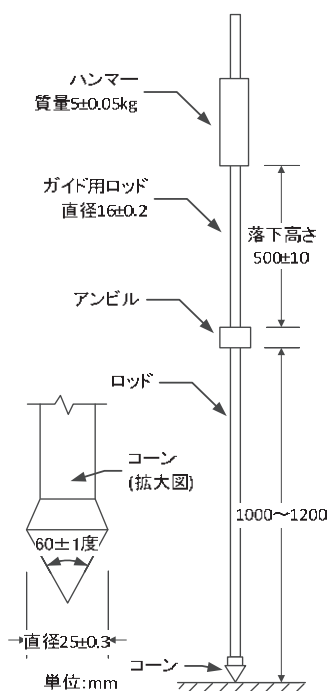 ハンマー
質量5±0.05kg
ガイド用ロッド
直径16±0.2
落下高さ
500±10
アンビル
ロッド
コーン
(拡大図)
1000～1200
60±1度
直径25±0.3
コーン
単位:mm